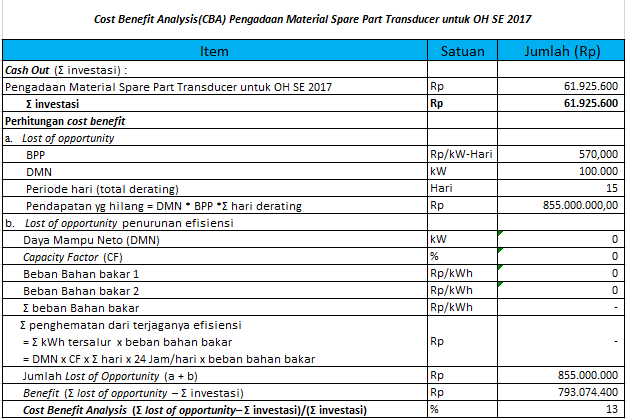 Cost Benefit Analysis(CBA) Pengadaan Material Spare Part Transducer untuk OH SE 2017
Item Satuan Jumlah (Rp)
Cash Out (Σ investasi) :
Pengadaan Material Spare Part Transducer untuk OH SE 2017 Rp 61.925.600
Σ investasi Rp 61.925.600
Perhitungan cost benefit
a. Lost of opportunity
BPP Rp/kW-Hari 570,000
DMN kW 100.000
Periode hari (total derating) Hari 15
Pendapatan yg hilang = DMN * BPP *Σ hari derating Rp 855.000.000,00
b. Lost of opportunity penurunan efisiensi
Daya Mampu Neto (DMN) kW 0
Capacity Factor (CF) % 0
Beban Bahan bakar 1 Rp/kWh 0
Beban Bahan bakar 2 Rp/kWh 0
Σ beban Bahan bakar Rp/kWh -
Σ penghematan dari terjaganya efisiensi
= Σ kWh tersalur x beban bahan bakar Rp -
= DMN x CF x Σ hari x 24 Jam/hari x beban bahan bakar
Jumlah Lost of Opportunity (a + b) Rp 855.000.000
Benefit (Σ lost of opportunity – Σ investasi) Rp 793.074.400
Cost Benefit Analysis (Σ lost of opportunity– Σ investasi)/(Σ investasi) % 13